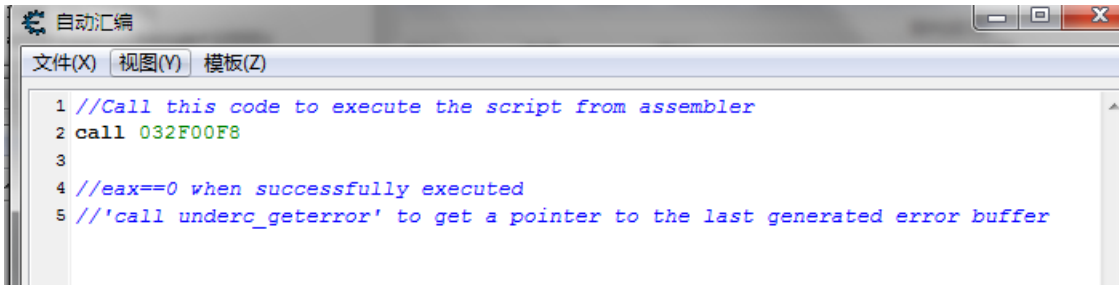 自动汇编
文件(X) 视图(Y) 模板(Z)
1 //Call this code to execute the script from assembler
2 call 032F00F8
3
4 //eax==0 when successfully executed
5 //'call underc_geterror' to get a pointer to the last generated error buffer